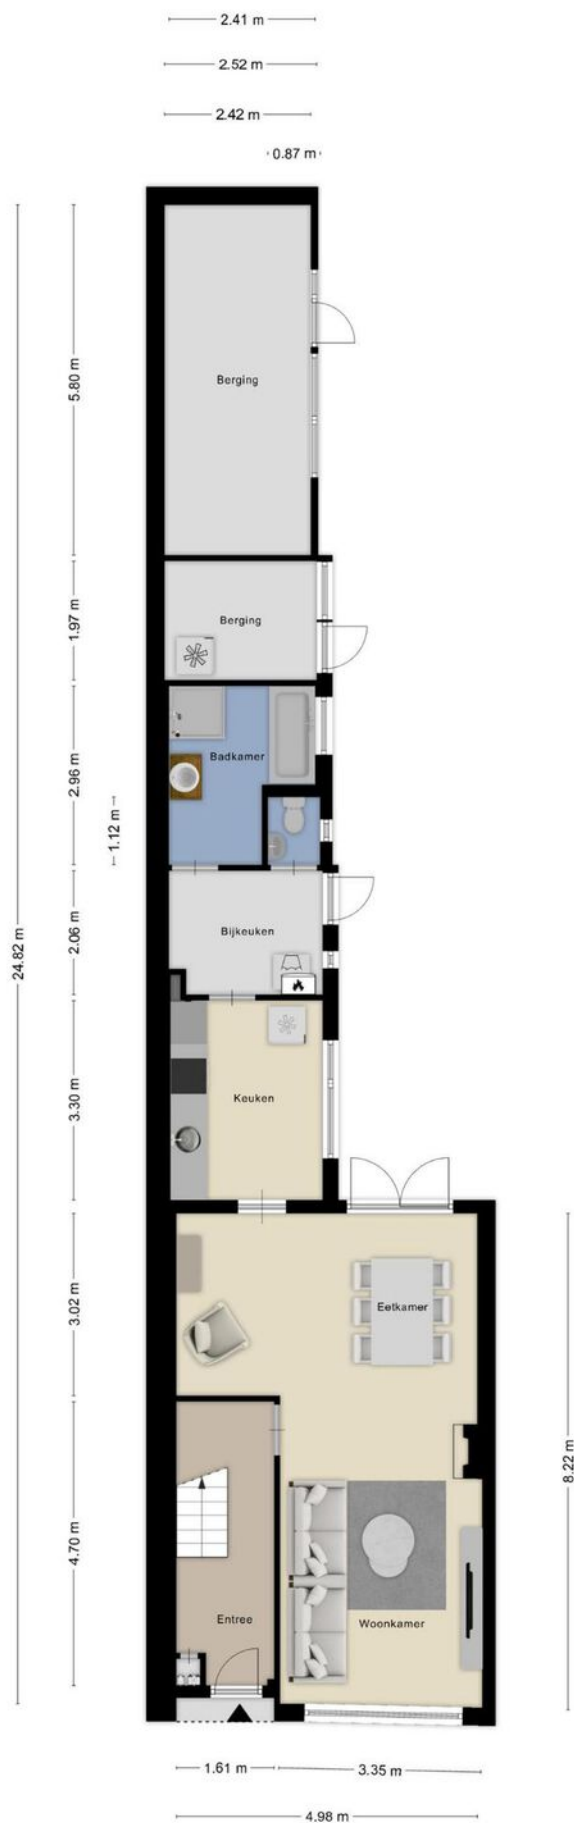 2.41 m
2.52 m
2.42 m
0.87 m
5.80 m
Berging
1.97 m
Berging
2.96 m
Badkamer
1.12 m
24.82 m
2.06 m
Bijkeuken
3.30 m
Keuken
3.02 m
Eetkamer
8.22 m
4.70 m
Entree
Woonkamer
1.61 m
3.35 m
4.98 m